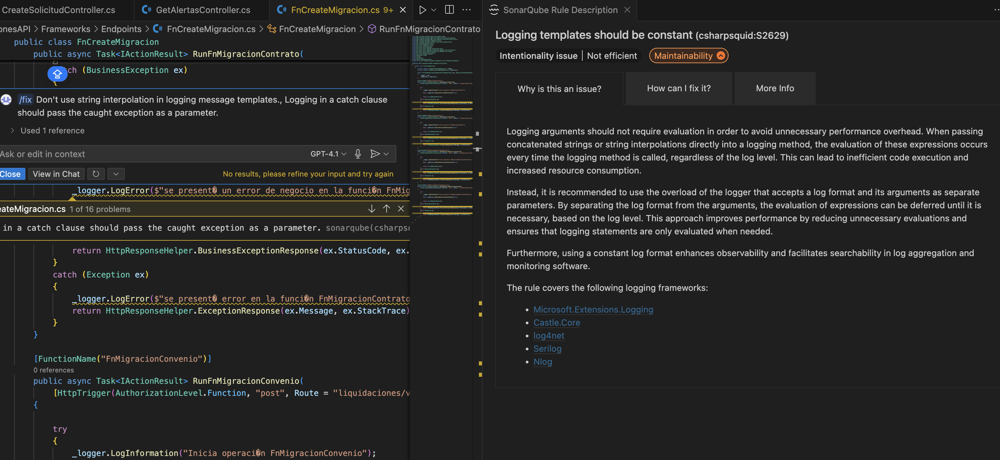 CreateSolicitudController.cs
GetAlertasController.cs
FnCreateMigracion.cs 9+
SonarQube Rule Description
onesAPI > Frameworks > Endpoints > FnCreateMigracion.cs > FnCreateMigracion > RunFnMigracionContrato
public class FnCreateMigracion
public async Task<IActionResult> RunFnMigracionContrato(
ch (BusinessException ex)
{
/fix Don't use string interpolation in logging message templates., Logging in a catch clause
should pass the caught exception as a parameter.
> Used 1 reference
Ask or edit in context
GPT-4.1
Close
View in Chat
No results, please refine your input and try again
_logger.LogError($"se present� un error de negocio en la funci�n FnMig
eateMigracion.cs 1 of 16 problems
in a catch clause should pass the caught exception as a parameter. sonarqube(csharpsq
return HttpResponseHelper.BusinessExceptionResponse(ex.StatusCode, ex.
}
catch (Exception ex)
{
_logger.LogError($"se present� error en la funci�n FnMigracionContrato
return HttpResponseHelper.ExceptionResponse(ex.Message, ex.StackTrace)
}
}
[FunctionName("FnMigracionConvenio")]
0 references
public async Task<IActionResult> RunFnMigracionConvenio(
[HttpTrigger(AuthorizationLevel.Function, "post", Route = "liquidaciones/v
{
try
{
_logger.LogInformation("Inicia operaci�n FnMigracionConvenio");
Logging templates should be constant (csharpsquid:S2629)
Intentionality issue | Not efficient
Maintainability
Why is this an issue?
How can I fix it?
More Info
Logging arguments should not require evaluation in order to avoid unnecessary performance overhead. When passing
concatenated strings or string interpolations directly into a logging method, the evaluation of these expressions occurs
every time the logging method is called, regardless of the log level. This can lead to inefficient code execution and
increased resource consumption.
Instead, it is recommended to use the overload of the logger that accepts a log format and its arguments as separate
parameters. By separating the log format from the arguments, the evaluation of expressions can be deferred until it is
necessary, based on the log level. This approach improves performance by reducing unnecessary evaluations and
ensures that logging statements are only evaluated when needed.
Furthermore, using a constant log format enhances observability and facilitates searchability in log aggregation and
monitoring software.
The rule covers the following logging frameworks:
• Microsoft.Extensions.Logging
• Castle.Core
• log4net
• Serilog
• Nlog